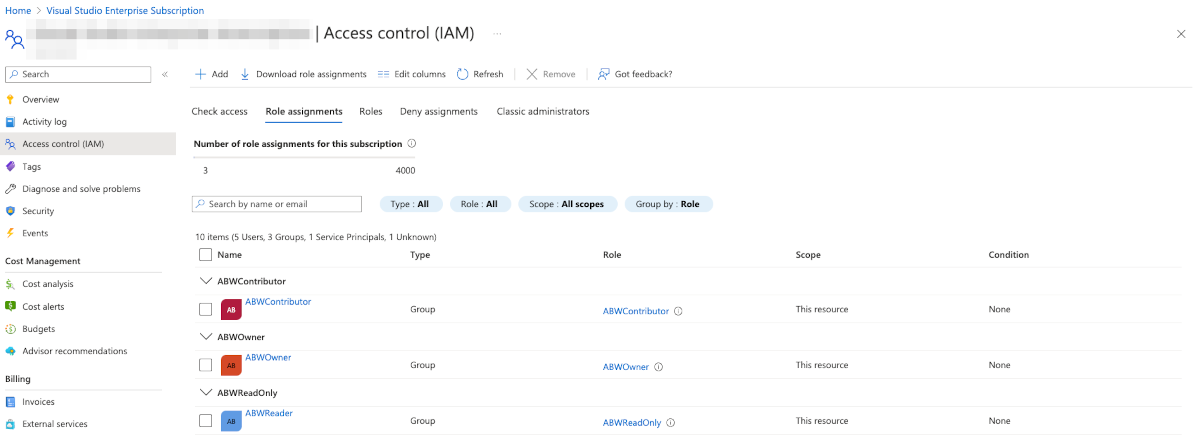 Home > Visual Studio Enterprise Subscription
| Access control (IAM) ...
Search
Add Download role assignments Edit columns Refresh Remove Got feedback?
Overview
Activity log
Access control (IAM)
Tags
Diagnose and solve problems
Security
Events
Cost Management
Cost analysis
Cost alerts
Budgets
Advisor recommendations
Billing
Invoices
External services
Check access Role assignments Roles Deny assignments Classic administrators
Number of role assignments for this subscription
3 4000
Search by name or email Type : All Role : All Scope : All scopes Group by : Role
10 items (5 Users, 3 Groups, 1 Service Principals, 1 Unknown)
Name Type Role Scope Condition
ABWContributor
AB ABWContributor Group ABWContributor This resource None
ABWOwner
AB ABWOwner Group ABWOwner This resource None
ABWReadOnly
AB ABWReader Group ABWReadOnly This resource None